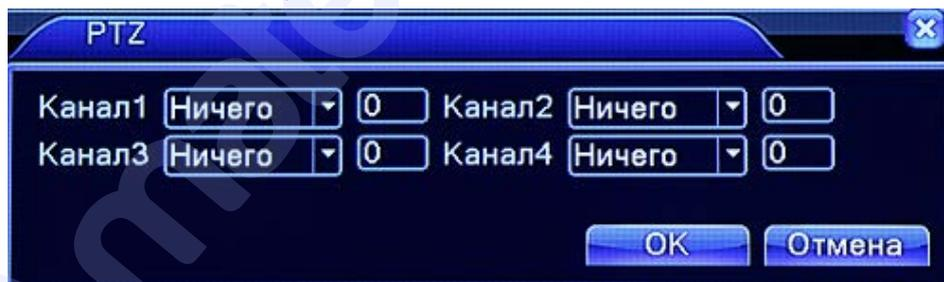 PTZ
Канал1 Ничего 0 Канал2 Ничего 0
Канал3 Ничего 0 Канал4 Ничего 0
OK Отмена